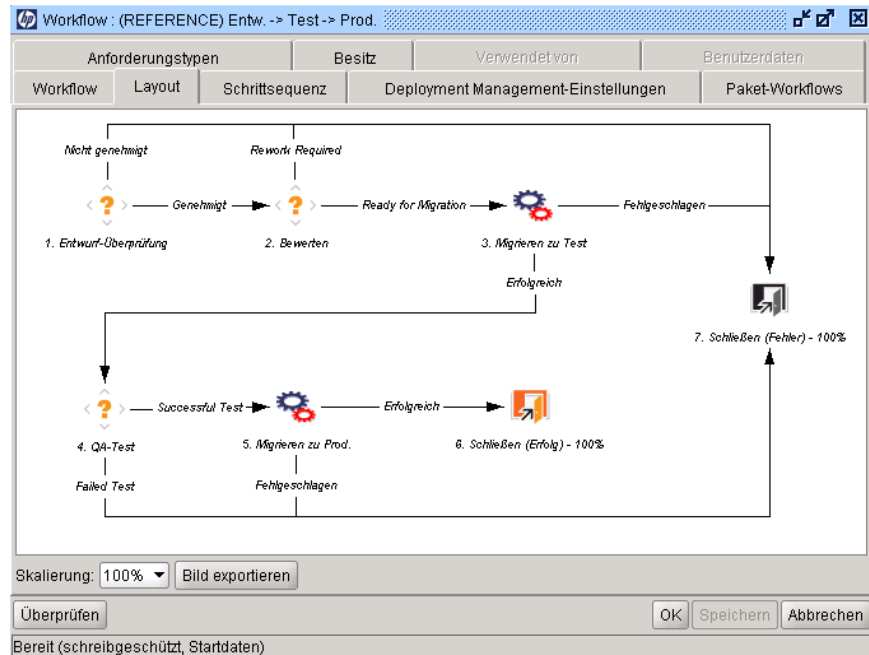 hp Workflow : (REFERENCE) Entw. -> Test -> Prod.
Anforderungstypen Besitz Verwendet von Benutzerdaten
Workflow Layout Schrittsequenz Deployment Management-Einstellungen Paket-Workflows
Nicht genehmigt Rework Required
? Genehmigt ? Ready for Migration Fehlgeschlagen
1. Entwurf-Überprüfung 2. Bewerten 3. Migrieren zu Test
Erfolgreich
7. Schließen (Fehler) - 100%
? Successful Test Erfolgreich
4. QA-Test 5. Migrieren zu Prod. 6. Schließen (Erfolg) - 100%
Failed Test Fehlgeschlagen
Skalierung: 100% Bild exportieren
Überprüfen OK Speichern Abbrechen
Bereit (schreibgeschützt, Startdaten)